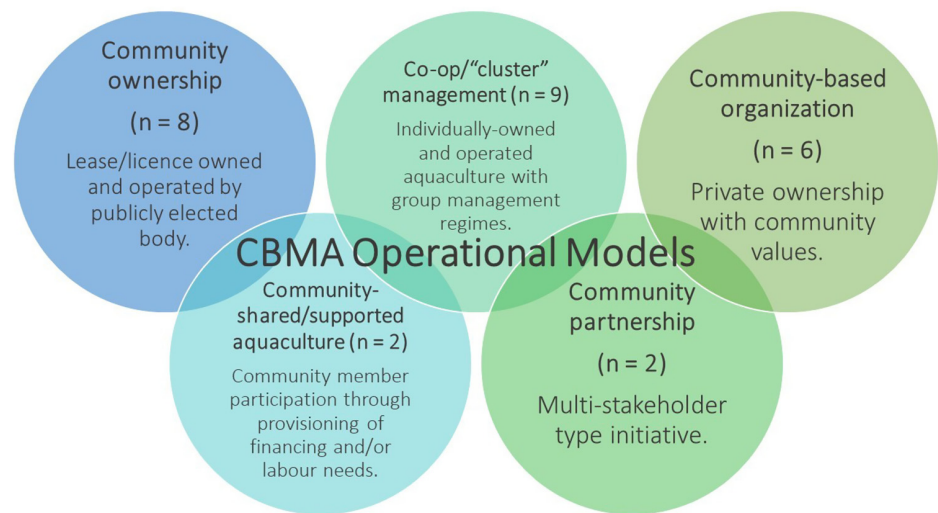 Community
ownership
(n = 8)
Lease/licence owned
and operated by
publicly elected
body.
Co-op/“cluster”
management (n = 9)
Individually-owned
and operated
aquaculture with
group management
regimes.
Community-based
organization
(n = 6)
Private ownership
with community
values.
CBMA Operational Models
Community-
shared/supported
aquaculture (n = 2)
Community member
participation through
provisioning of
financing and/or
labour needs.
Community
partnership
(n = 2)
Multi-stakeholder
type initiative.